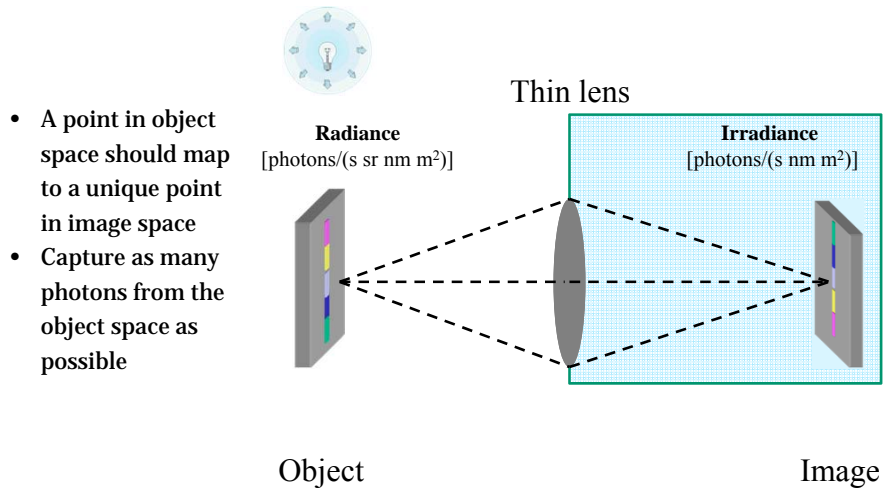 Thin lens
• A point in object
space should map
to a unique point
in image space
• Capture as many
photons from the
object space as
possible
Radiance
[photons/(s sr nm m²)]
Irradiance
[photons/(s nm m²)]
Object
Image